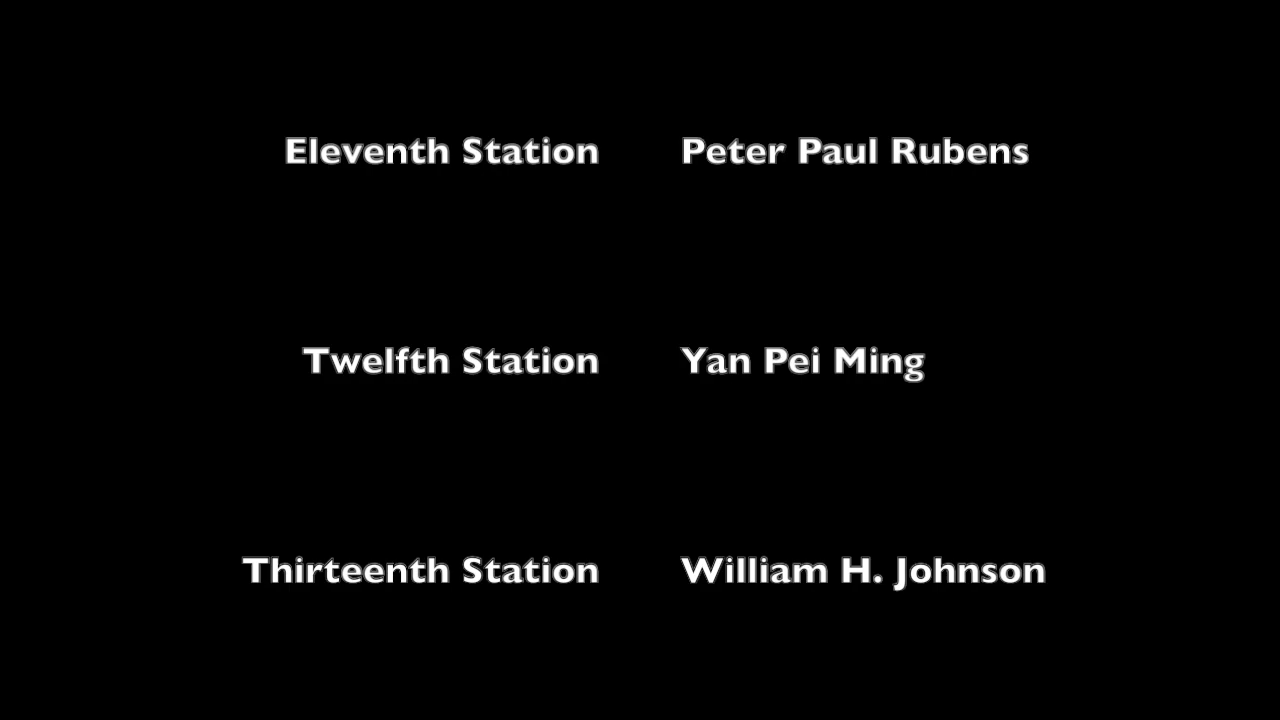 Eleventh Station Peter Paul Rubens
Twelfth Station Yan Pei Ming
Thirteenth Station William H. Johnson